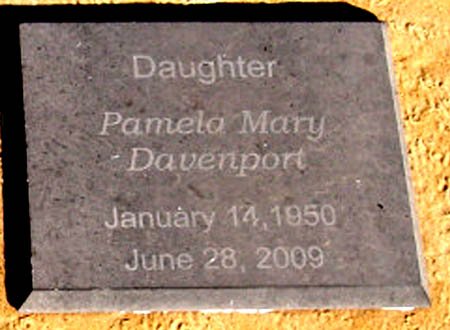 Daughter
Pamela Mary
Davenport
January 14,1950
June 28, 2009